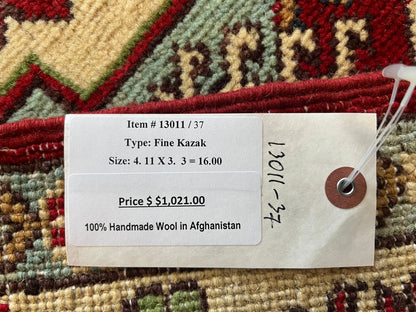 Item # 13011 / 37
Type: Fine Kazak
Size: 4. 11 X 3. 3 = 16.00
Price $ $1,021.00
100% Handmade Wool in Afghanistan
13011-37